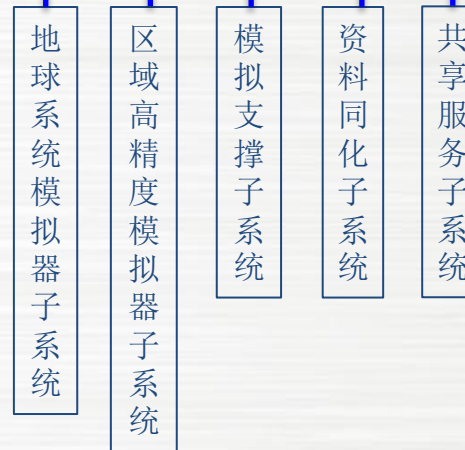 地球系统模拟器子系统
区域高精度模拟器子系统
模拟支撑子系统
资料同化子系统
共享服务子系统